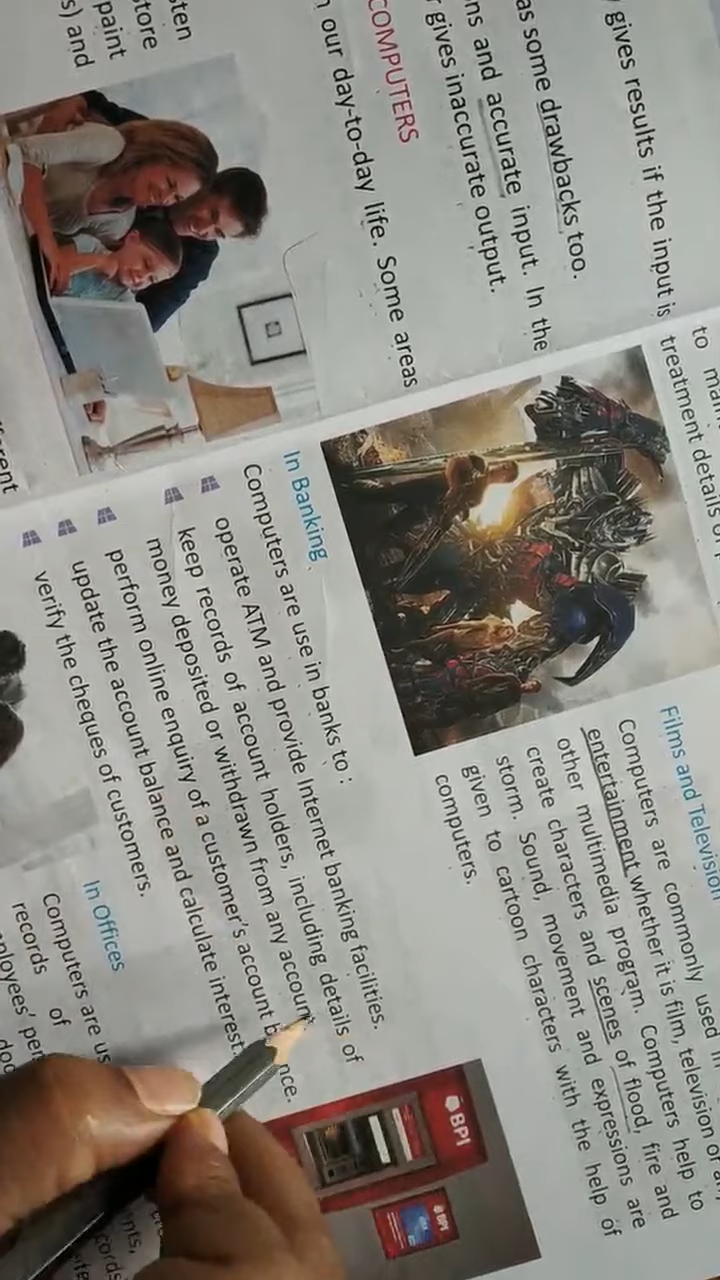 gives results if the input is
as some drawbacks too.
and accurate input. In the
gives inaccurate output.
COMPUTERS
our day-to-day life. Some areas
store
paint
s) and
to
treatment details
Films and Television
Computers are commonly used in
entertainment whether it is film, television or
other multimedia program. Computers help to
create characters and scenes of flood, fire and
storm. Sound, movement and expressions are
given to cartoon characters with the help of
computers.
In Banking
Computers are use in banks to :
operate ATM and provide Internet banking facilities.
keep records of account holders, including details of
money deposited or withdrawn from any account
perform online enquiry of a customer's account
update the account balance and calculate interest.
verify the cheques of customers.
BPI
BPI
In Offices
Computers are us
records of